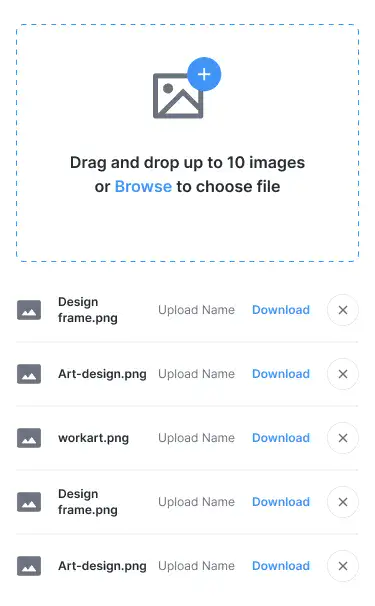 Drag and drop up to 10 images
or Browse to choose file
Design
frame.png
Upload Name
Download
Art-design.png
Upload Name
Download
workart.png
Upload Name
Download
Design
frame.png
Upload Name
Download
Art-design.png
Upload Name
Download